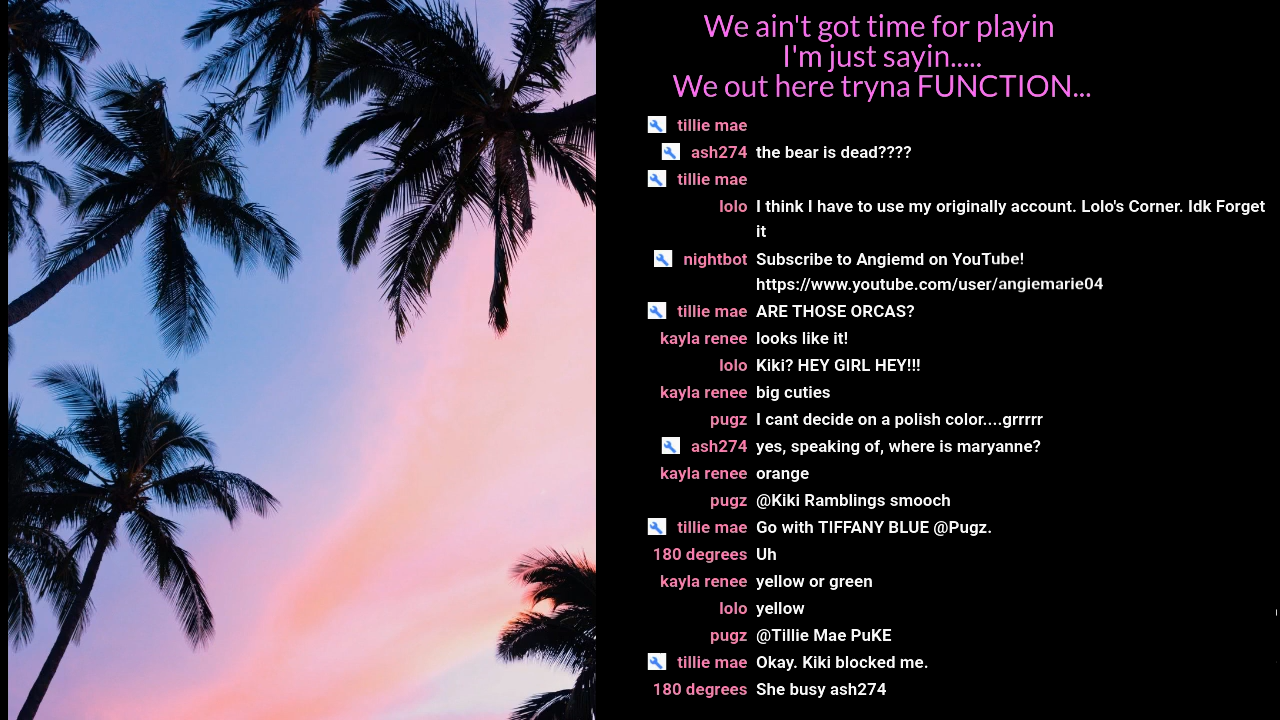 We ain't got time for playin
I'm just sayin.....
We out here tryna FUNCTION...
tillie mae
ash274 the bear is dead????
tillie mae
lolo I think I have to use my originally account. Lolo's Corner. Idk Forget
it
nightbot Subscribe to Angiemd on YouTube!
https://www.youtube.com/user/angiemarie04
tillie mae ARE THOSE ORCAS?
kayla renee looks like it!
lolo Kiki? HEY GIRL HEY!!!
kayla renee big cuties
pugz I cant decide on a polish color....grrrrr
ash274 yes, speaking of, where is maryanne?
kayla renee orange
pugz @Kiki Ramblings smooch
tillie mae Go with TIFFANY BLUE @Pugz.
180 degrees Uh
kayla renee yellow or green
lolo yellow
pugz @Tillie Mae PuKE
tillie mae Okay. Kiki blocked me.
180 degrees She busy ash274